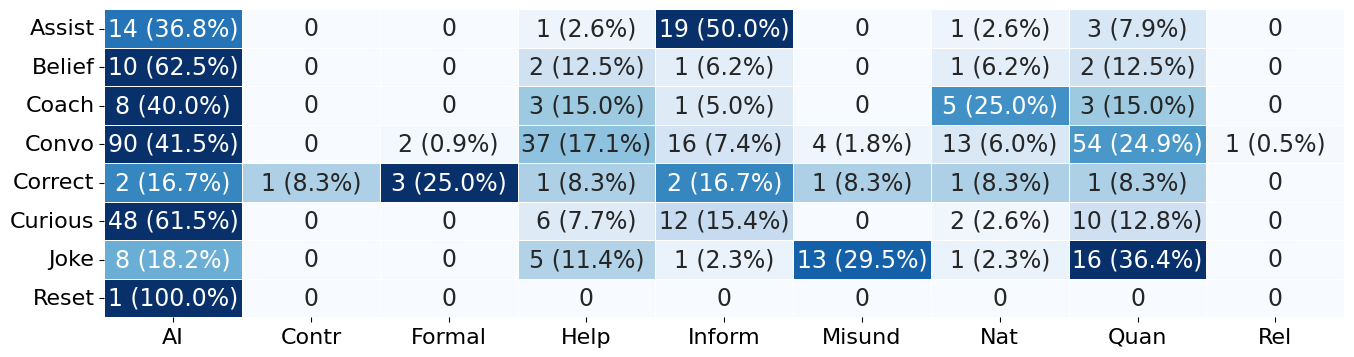 Assist 14 (36.8%) 0 0 1 (2.6%) 19 (50.0%) 0 1 (2.6%) 3 (7.9%) 0
Belief 10 (62.5%) 0 0 2 (12.5%) 1 (6.2%) 0 1 (6.2%) 2 (12.5%) 0
Coach 8 (40.0%) 0 0 3 (15.0%) 1 (5.0%) 0 5 (25.0%) 3 (15.0%) 0
Convo 90 (41.5%) 0 2 (0.9%) 37 (17.1%) 16 (7.4%) 4 (1.8%) 13 (6.0%) 54 (24.9%) 1 (0.5%)
Correct 2 (16.7%) 1 (8.3%) 3 (25.0%) 1 (8.3%) 2 (16.7%) 1 (8.3%) 1 (8.3%) 1 (8.3%) 0
Curious 48 (61.5%) 0 0 6 (7.7%) 12 (15.4%) 0 2 (2.6%) 10 (12.8%) 0
Joke 8 (18.2%) 0 0 5 (11.4%) 1 (2.3%) 13 (29.5%) 1 (2.3%) 16 (36.4%) 0
Reset 1 (100.0%) 0 0 0 0 0 0 0 0
AI Contr Formal Help Inform Misund Nat Quan Rel